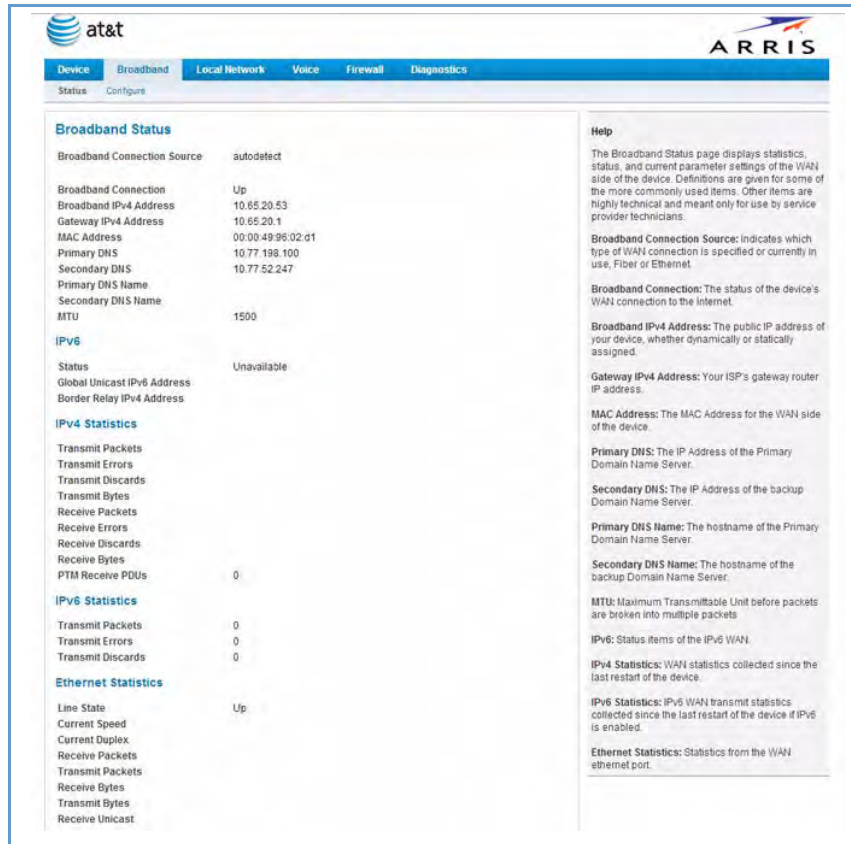 at&t
ARRIS
Device Broadband Local Network Voice Firewall Diagnostics
Status Configure
Broadband Status
Broadband Connection Source autodetect
Broadband Connection Up
Broadband IPv4 Address 10.65.20.53
Gateway IPv4 Address 10.65.20.1
MAC Address 00:00:49:96:02:d1
Primary DNS 10.77.198.100
Secondary DNS 10.77.52.247
Primary DNS Name
Secondary DNS Name
MTU 1500
IPv6
Status Unavailable
Global Unicast IPv6 Address
Border Relay IPv4 Address
IPv4 Statistics
Transmit Packets
Transmit Errors
Transmit Discards
Transmit Bytes
Receive Packets
Receive Errors
Receive Discards
Receive Bytes
PTM Receive PDUs 0
IPv6 Statistics
Transmit Packets 0
Transmit Errors 0
Transmit Discards 0
Ethernet Statistics
Line State Up
Current Speed
Current Duplex
Receive Packets
Transmit Packets
Receive Bytes
Transmit Bytes
Receive Unicast
Help
The Broadband Status page displays statistics,
status, and current parameter settings of the WAN
side of the device. Definitions are given for some of
the more commonly used items. Other items are
highly technical and meant only for use by service
provider technicians.
Broadband Connection Source: Indicates which
type of WAN connection is specified or currently in
use, Fiber or Ethernet.
Broadband Connection: The status of the device's
WAN connection to the Internet.
Broadband IPv4 Address: The public IP address of
your device, whether dynamically or statically
assigned.
Gateway IPv4 Address: Your ISP's gateway router
IP address.
MAC Address: The MAC Address for the WAN side
of the device.
Primary DNS: The IP Address of the Primary
Domain Name Server.
Secondary DNS: The IP Address of the backup
Domain Name Server.
Primary DNS Name: The hostname of the Primary
Domain Name Server.
Secondary DNS Name: The hostname of the
backup Domain Name Server.
MTU: Maximum Transmittable Unit before packets
are broken into multiple packets
IPv6: Status items of the IPv6 WAN.
IPv4 Statistics: WAN statistics collected since the
last restart of the device.
IPv6 Statistics: IPv6 WAN transmit statistics
collected since the last restart of the device if IPv6
is enabled.
Ethernet Statistics: Statistics from the WAN
ethernet port.